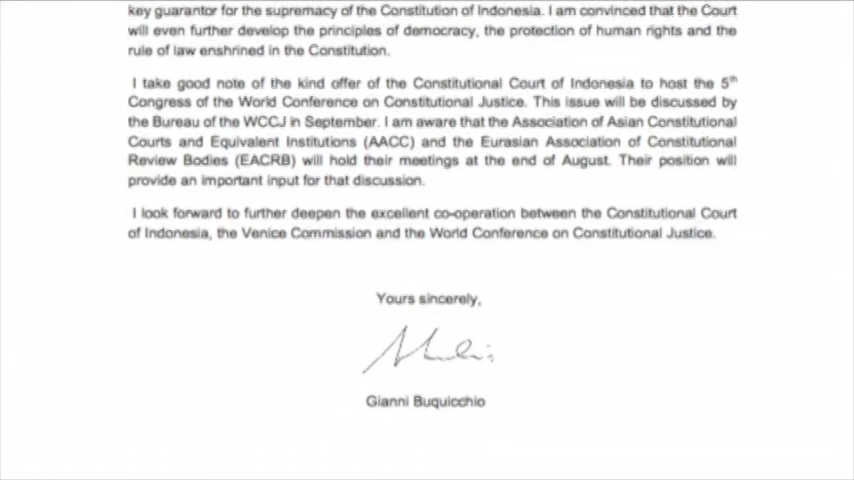 key guarantor for the supremacy of the Constitution of Indonesia. I am convinced that the Court
will even further develop the principles of democracy, the protection of human rights and the
rule of law enshrined in the Constitution.
I take good note of the kind offer of the Constitutional Court of Indonesia to host the 5th
Congress of the World Conference on Constitutional Justice. This issue will be discussed by
the Bureau of the WCCJ in September. I am aware that the Association of Asian Constitutional
Courts and Equivalent Institutions (AACC) and the Eurasian Association of Constitutional
Review Bodies (EACRB) will hold their meetings at the end of August. Their position will
provide an important input for that discussion.
I look forward to further deepen the excellent co-operation between the Constitutional Court
of Indonesia, the Venice Commission and the World Conference on Constitutional Justice.
Yours sincerely,
Gianni Buquicchio